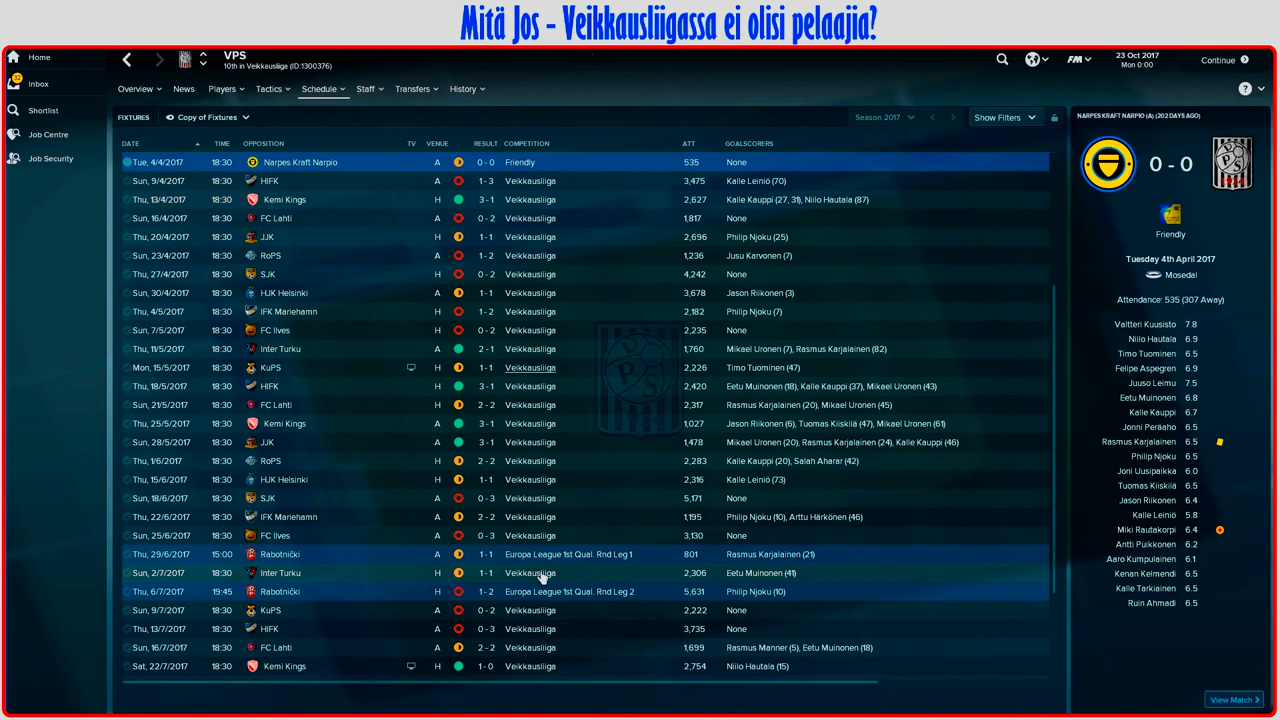 Mitä Jos - Veikkausliigassa ei olisi pelaajia?
Home
Inbox
32
Shortlist
Job Centre
Job Security
VPS
10th in Veikkausliiga (ID:1300376)
FM
23 Oct 2017
Mon 0:00
Continue
Overview News Players Tactics Schedule Staff Transfers History
?
FIXTURES Copy of Fixtures Season 2017 Show Filters
DATE TIME OPPOSITION TV VENUE RESULT COMPETITION ATT GOALSCORERS
Tue, 4/4/2017 18:30 Narpes Kraft Narpio A 0 - 0 Friendly 535 None
Sun, 9/4/2017 18:30 HIFK A 1 - 3 Veikkausliiga 3,475 Kalle Leiniö (70)
Thu, 13/4/2017 18:30 Kemi Kings H 3 - 1 Veikkausliiga 2,627 Kalle Kauppi (27, 31), Niilo Hautala (87)
Sun, 16/4/2017 18:30 FC Lahti A 0 - 2 Veikkausliiga 1,817 None
Thu, 20/4/2017 18:30 JJK H 1 - 1 Veikkausliiga 2,696 Philip Njoku (25)
Sun, 23/4/2017 18:30 RoPS A 1 - 2 Veikkausliiga 1,236 Jusu Karvonen (7)
Thu, 27/4/2017 18:30 SJK H 0 - 2 Veikkausliiga 4,242 None
Sun, 30/4/2017 18:30 HJK Helsinki A 1 - 1 Veikkausliiga 3,678 Jason Riikonen (3)
Thu, 4/5/2017 18:30 IFK Mariehamn H 1 - 2 Veikkausliiga 2,182 Philip Njoku (7)
Sun, 7/5/2017 18:30 FC Ilves H 0 - 2 Veikkausliiga 2,235 None
Thu, 11/5/2017 18:30 Inter Turku A 2 - 1 Veikkausliiga 1,760 Mikael Uronen (7), Rasmus Karjalainen (82)
Mon, 15/5/2017 18:30 KuPS H 1 - 1 Veikkausliiga 2,226 Timo Tuominen (47)
Thu, 18/5/2017 18:30 HIFK H 3 - 1 Veikkausliiga 2,420 Eetu Muinonen (18), Kalle Kauppi (37), Mikael Uronen (43)
Sun, 21/5/2017 18:30 FC Lahti H 2 - 2 Veikkausliiga 2,317 Rasmus Karjalainen (20), Mikael Uronen (45)
Thu, 25/5/2017 18:30 Kemi Kings A 3 - 1 Veikkausliiga 1,027 Jason Riikonen (6), Tuomas Kiiskilä (47), Mikael Uronen (61)
Sun, 28/5/2017 18:30 JJK A 3 - 1 Veikkausliiga 1,478 Mikael Uronen (20), Rasmus Karjalainen (24), Kalle Kauppi (46)
Thu, 1/6/2017 18:30 RoPS H 2 - 2 Veikkausliiga 2,283 Kalle Kauppi (20), Salah Aharar (42)
Thu, 15/6/2017 18:30 HJK Helsinki H 1 - 1 Veikkausliiga 2,316 Kalle Leiniö (73)
Sun, 18/6/2017 18:30 SJK A 0 - 3 Veikkausliiga 5,171 None
Thu, 22/6/2017 18:30 IFK Mariehamn A 2 - 2 Veikkausliiga 1,195 Philip Njoku (10), Arttu Härkönen (46)
Sun, 25/6/2017 18:30 FC Ilves A 0 - 3 Veikkausliiga 3,130 None
Thu, 29/6/2017 15:00 Rabotnički A 1 - 1 Europa League 1st Qual. Rnd Leg 1 801 Rasmus Karjalainen (21)
Sun, 2/7/2017 18:30 Inter Turku H 1 - 1 Veikkausliiga 2,306 Eetu Muinonen (41)
Thu, 6/7/2017 19:45 Rabotnički H 1 - 2 Europa League 1st Qual. Rnd Leg 2 5,631 Philip Njoku (10)
Sun, 9/7/2017 18:30 KuPS A 0 - 2 Veikkausliiga 2,222 None
Thu, 13/7/2017 18:30 HIFK A 0 - 3 Veikkausliiga 3,735 None
Sun, 16/7/2017 18:30 FC Lahti A 2 - 2 Veikkausliiga 1,699 Rasmus Manner (5), Eetu Muinonen (18)
Sat, 22/7/2017 18:30 Kemi Kings H 1 - 0 Veikkausliiga 2,754 Niilo Hautala (15)
NARPES KRAFT NARPIO (A) (202 DAYS AGO)
0 - 0
Friendly
Tuesday 4th April 2017
Mosedal
Attendance: 535 (307 Away)
Valtteri Kuusisto 7.8
Niilo Hautala 6.9
Timo Tuominen 6.5
Felipe Aspegren 6.9
Juuso Leimu 7.5
Eetu Muinonen 6.8
Kalle Kauppi 6.7
Jonni Peräaho 6.5
Rasmus Karjalainen 6.5
Philip Njoku 6.5
Joni Uusipaikka 6.0
Tuomas Kiiskilä 6.5
Jason Riikonen 6.4
Kalle Leiniö 5.8
Miki Rautakorpi 6.4
Antti Puikkonen 6.2
Aaro Kumpulainen 6.1
Kenan Kelmendi 6.5
Kalle Tarkiainen 6.5
Ruin Ahmadi 6.5
View Match